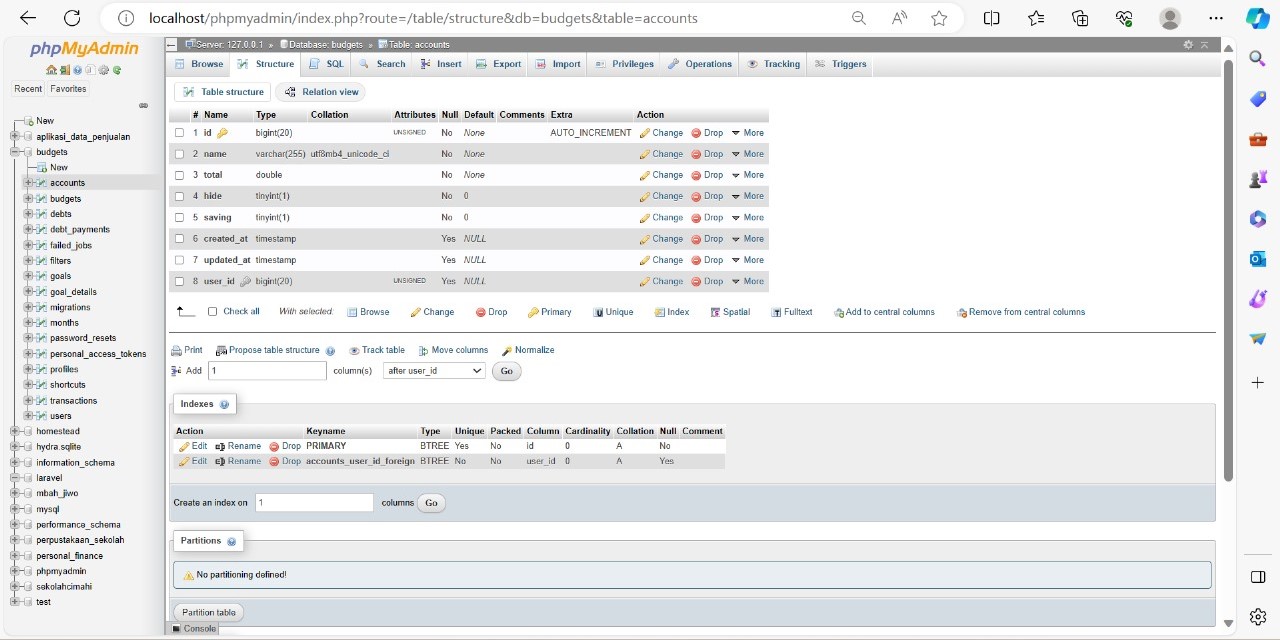 localhost/phpmyadmin/index.php?route=/table/structure&db=budgets&table=accounts
phpMyAdmin
Recent Favorites
New
aplikasi_data_penjualan
budgets
New
accounts
budgets
debts
debt_payments
failed_jobs
filters
goals
goal_details
migrations
months
password_resets
personal_access_tokens
profiles
shortcuts
transactions
users
homestead
hydra.sqlite
information_schema
laravel
mbah_jiwo
mysql
performance_schema
perpustakaan_sekolah
personal_finance
phpmyadmin
sekolahcimahi
test
Server: 127.0.0.1 » Database: budgets » Table: accounts
Browse Structure SQL Search Insert Export Import Privileges Operations Tracking Triggers
Table structure Relation view
# Name Type Collation Attributes Null Default Comments Extra Action
1 id bigint(20) UNSIGNED No None AUTO_INCREMENT Change Drop More
2 name varchar(255) utf8mb4_unicode_ci No None Change Drop More
3 total double No None Change Drop More
4 hide tinyint(1) No 0 Change Drop More
5 saving tinyint(1) No 0 Change Drop More
6 created_at timestamp Yes NULL Change Drop More
7 updated_at timestamp Yes NULL Change Drop More
8 user_id bigint(20) UNSIGNED Yes NULL Change Drop More
Check all With selected: Browse Change Drop Primary Unique Index Spatial Fulltext Add to central columns Remove from central columns
Print Propose table structure Track table Move columns Normalize
Add 1 column(s) after user_id Go
Indexes
Action Keyname Type Unique Packed Column Cardinality Collation Null Comment
Edit Rename Drop PRIMARY BTREE Yes No id 0 A No
Edit Rename Drop accounts_user_id_foreign BTREE No No user_id 0 A Yes
Create an index on 1 columns Go
Partitions
No partitioning defined!
Partition table
Console